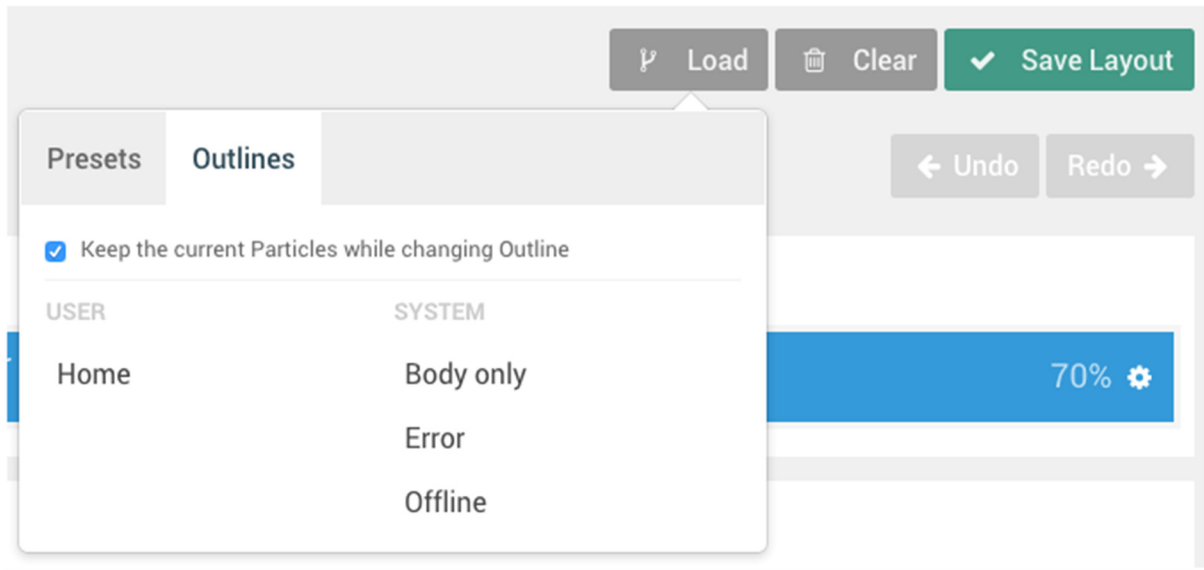 Load Clear Save Layout
Presets Outlines
Undo Redo
Keep the current Particles while changing Outline
USER SYSTEM
Home Body only
70%
Error
Offline